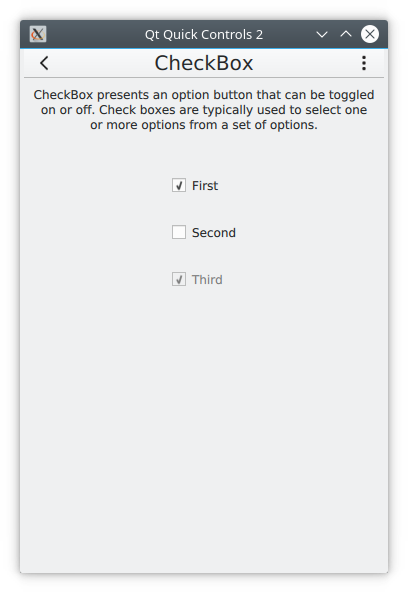 Qt Quick Controls 2
CheckBox
CheckBox presents an option button that can be toggled
on or off. Check boxes are typically used to select one
or more options from a set of options.
First
Second
Third